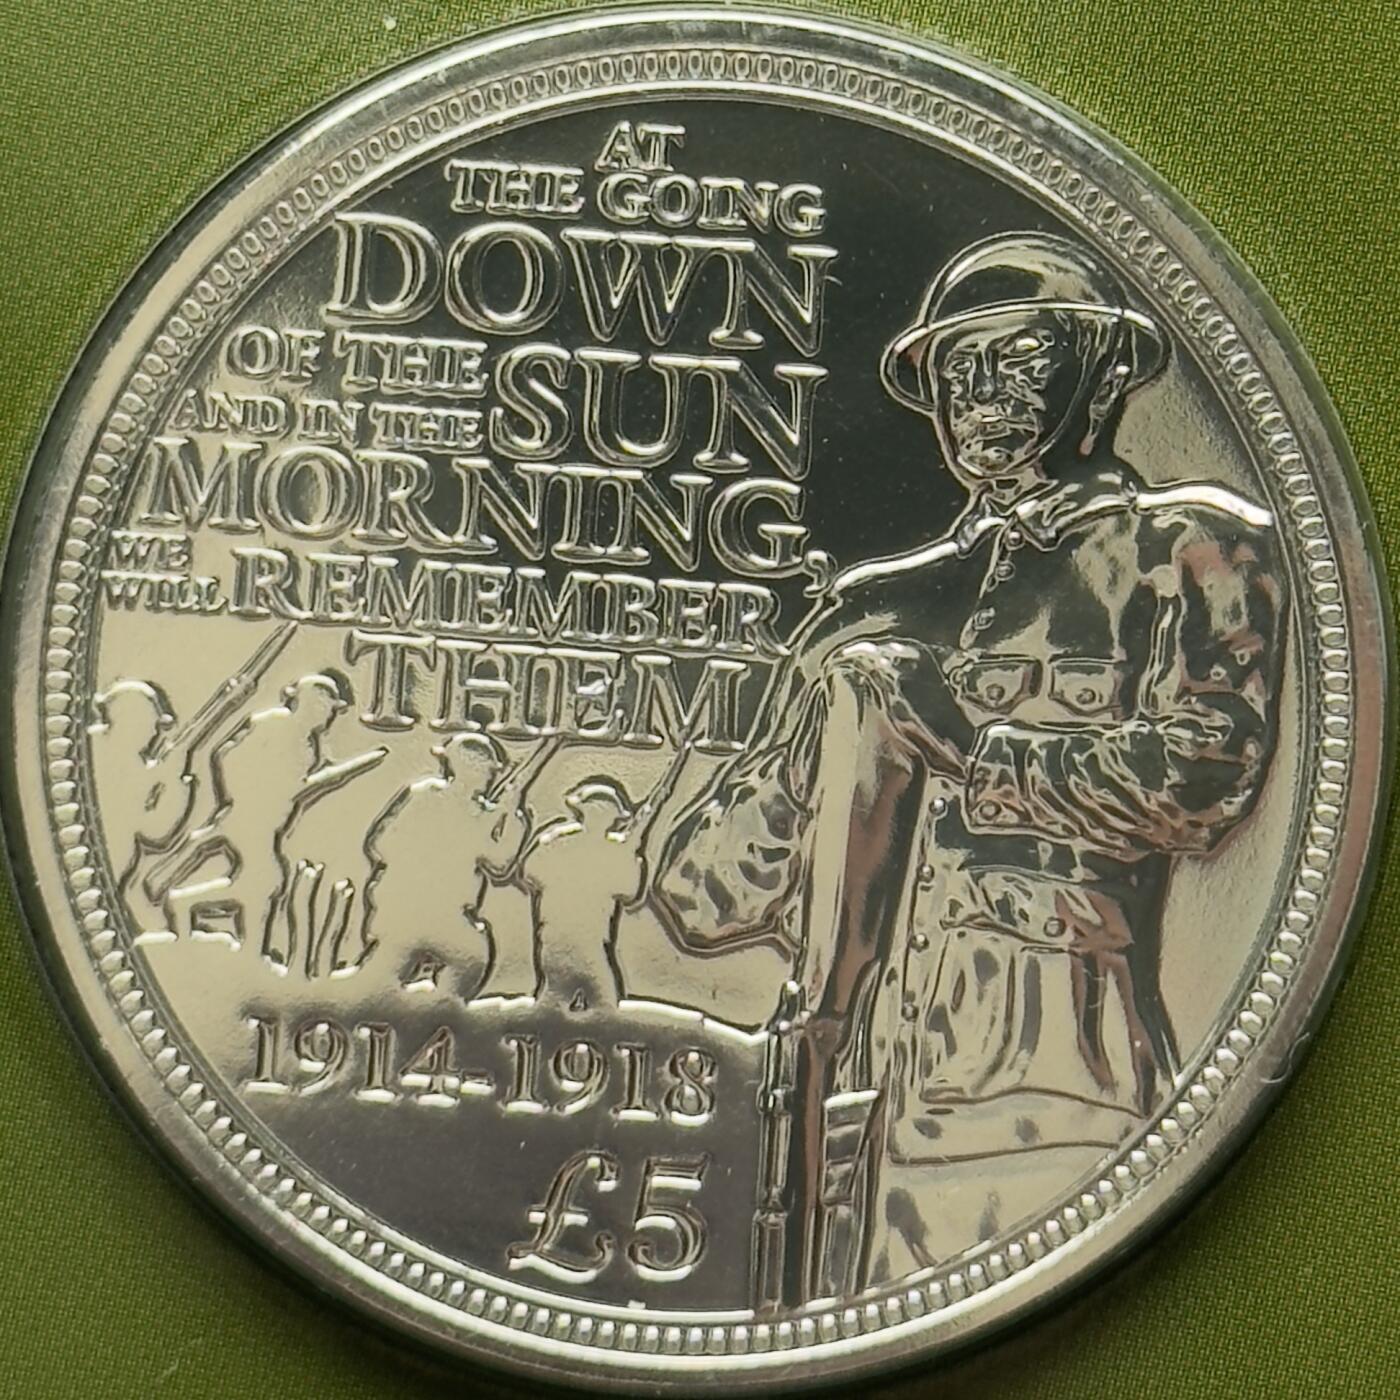 AT
THE GOING
DOWN
OF THE SUN
AND IN THE
MORNING,
WE WILL REMEMBER
THEM
1914-1918
£5